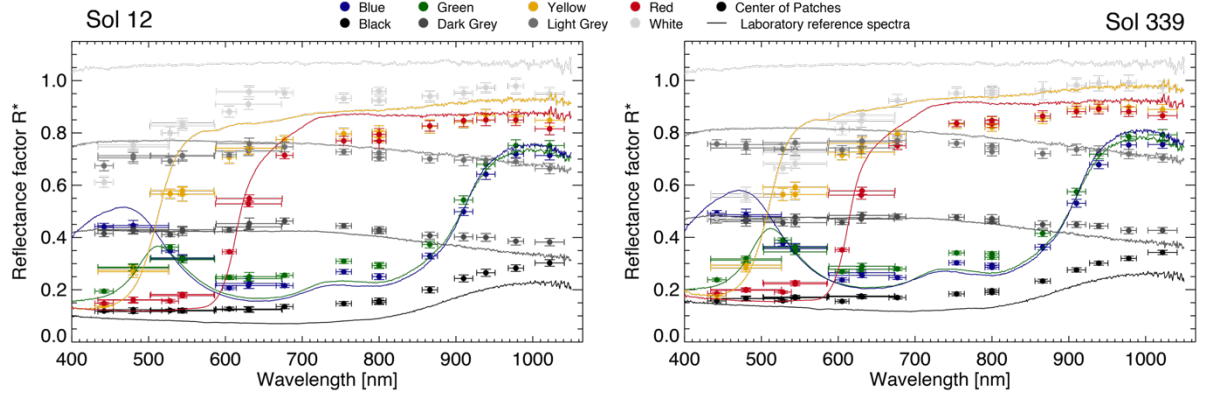 Sol 12
Blue Green Yellow Red Center of Patches
Black Dark Grey Light Grey White Laboratory reference spectra
Sol 339
Reflectance factor R*
1.0
0.8
0.6
0.4
0.2
0.0
400 500 600 700 800 900 1000
Wavelength [nm]
Reflectance factor R*
1.0
0.8
0.6
0.4
0.2
0.0
400 500 600 700 800 900 1000
Wavelength [nm]